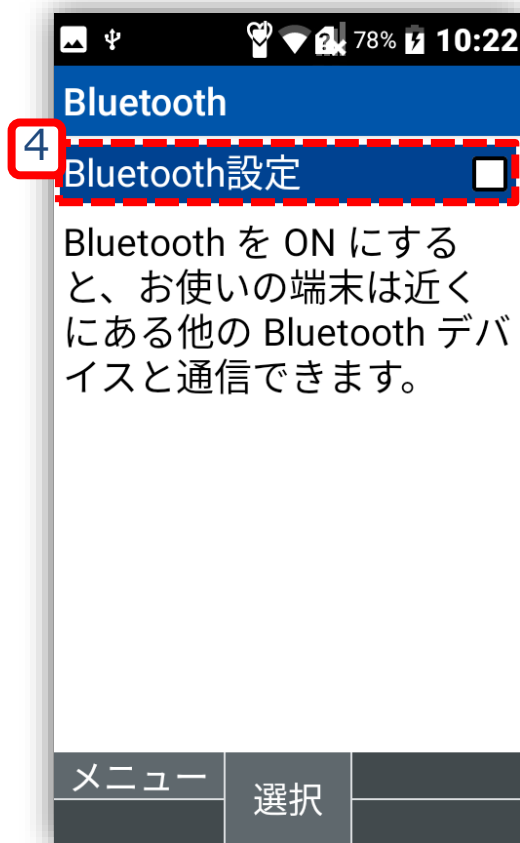 78% 10:22
Bluetooth
4
Bluetooth設定
Bluetooth を ON にする
と、お使いの端末は近く
にある他の Bluetooth デバ
イスと通信できます。
メニュー
選択